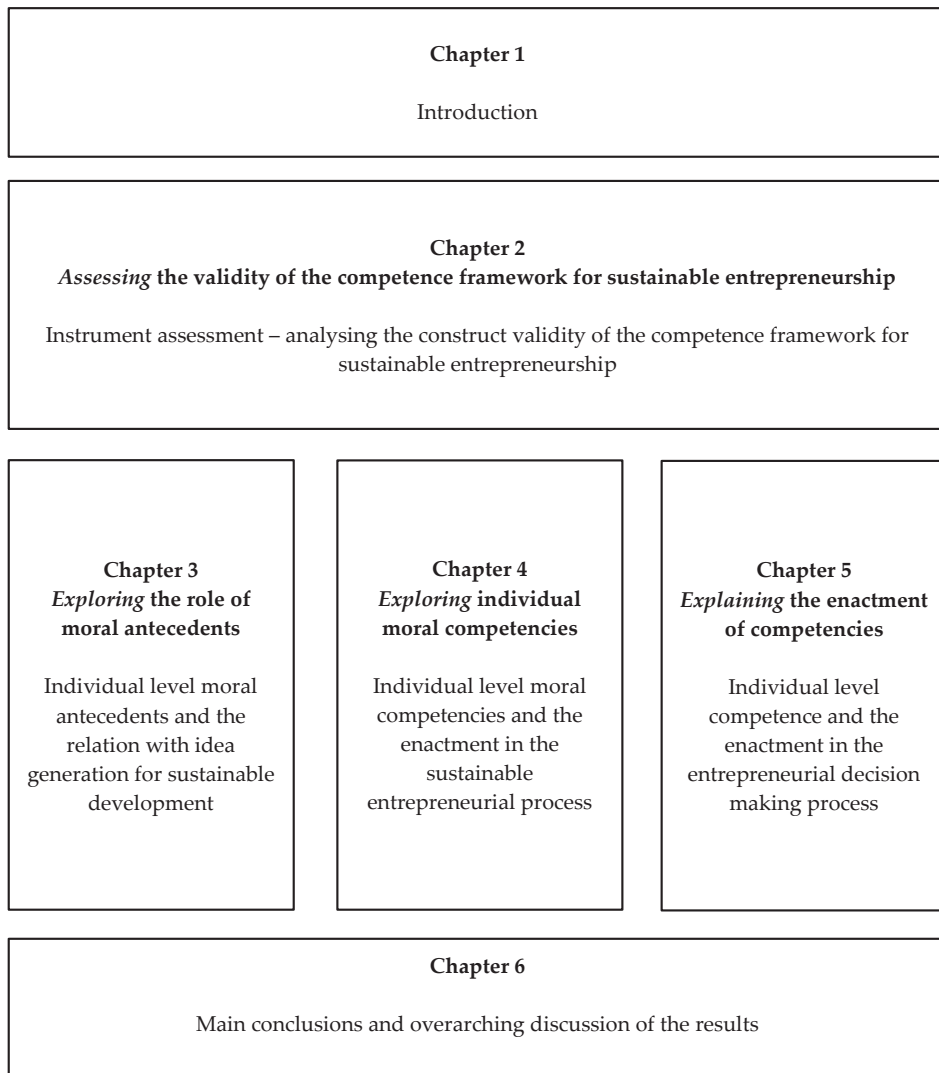 Chapter 1
Introduction
Chapter 2
Assessing the validity of the competence framework for sustainable entrepreneurship
Instrument assessment – analysing the construct validity of the competence framework for
sustainable entrepreneurship
Chapter 3
Exploring the role of
moral antecedents
Individual level moral
antecedents and the
relation with idea
generation for sustainable
development
Chapter 4
Exploring individual
moral competencies
Individual level moral
competencies and the
enactment in the
sustainable
entrepreneurial process
Chapter 5
Explaining the enactment
of competencies
Individual level
competence and the
enactment in the
entrepreneurial decision
making process
Chapter 6
Main conclusions and overarching discussion of the results